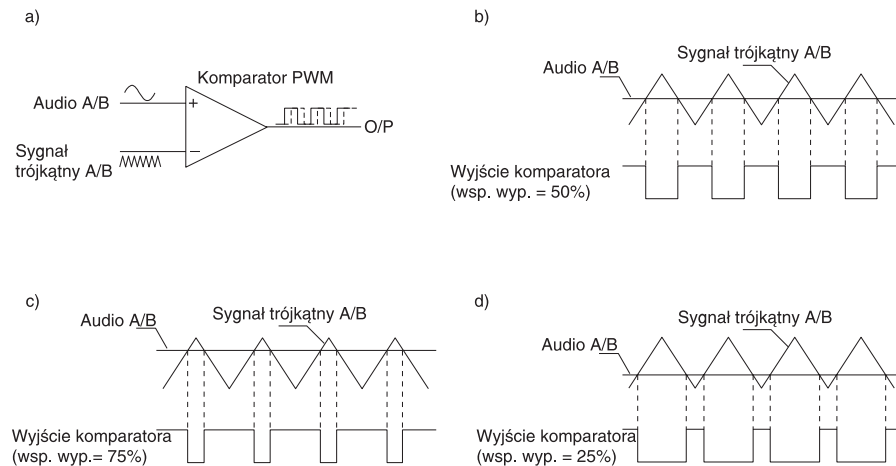 a)
Komparator PWM
Audio A/B
+
O/P
Sygnał
trójkątny A/B
−
b)
Sygnał trójkątny A/B
Audio A/B
Wyjście komparatora
(wsp. wyp. = 50%)
c)
Sygnał trójkątny A/B
Audio A/B
Wyjście komparatora
(wsp. wyp. = 75%)
d)
Sygnał trójkątny A/B
Audio A/B
Wyjście komparatora
(wsp. wyp. = 25%)